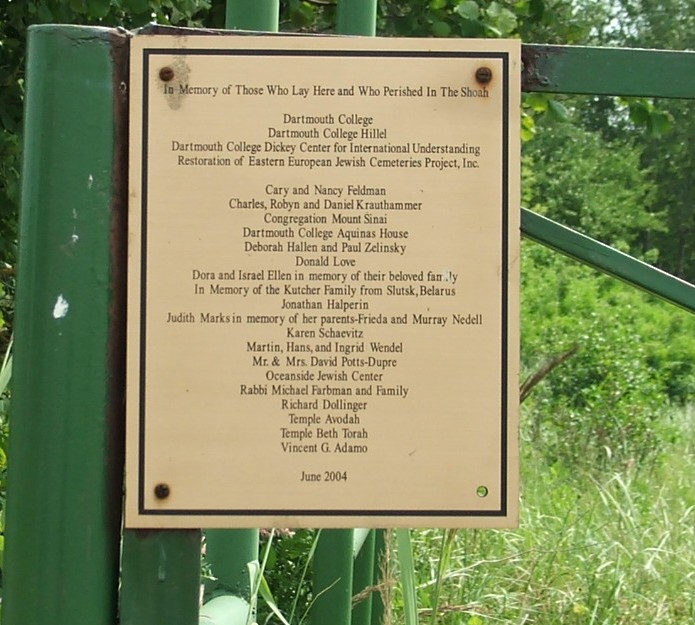 In Memory of Those Who Lay Here and Who Perished In The Shoah
Dartmouth College
Dartmouth College Hillel
Dartmouth College Dickey Center for International Understanding
Restoration of Eastern European Jewish Cemeteries Project, Inc.
Cary and Nancy Feldman
Charles, Robyn and Daniel Krauthammer
Congregation Mount Sinai
Dartmouth College Aquinas House
Deborah Hallen and Paul Zelinsky
Donald Love
Dora and Israel Ellen in memory of their beloved family
In Memory of the Kutcher Family from Slutsk, Belarus
Jonathan Halperin
Judith Marks in memory of her parents-Frieda and Murray Nedell
Karen Schaevitz
Martin, Hans, and Ingrid Wendel
Mr. & Mrs. David Potts-Dupre
Oceanside Jewish Center
Rabbi Michael Farbman and Family
Richard Dollinger
Temple Avodah
Temple Beth Torah
Vincent G. Adamo
June 2004